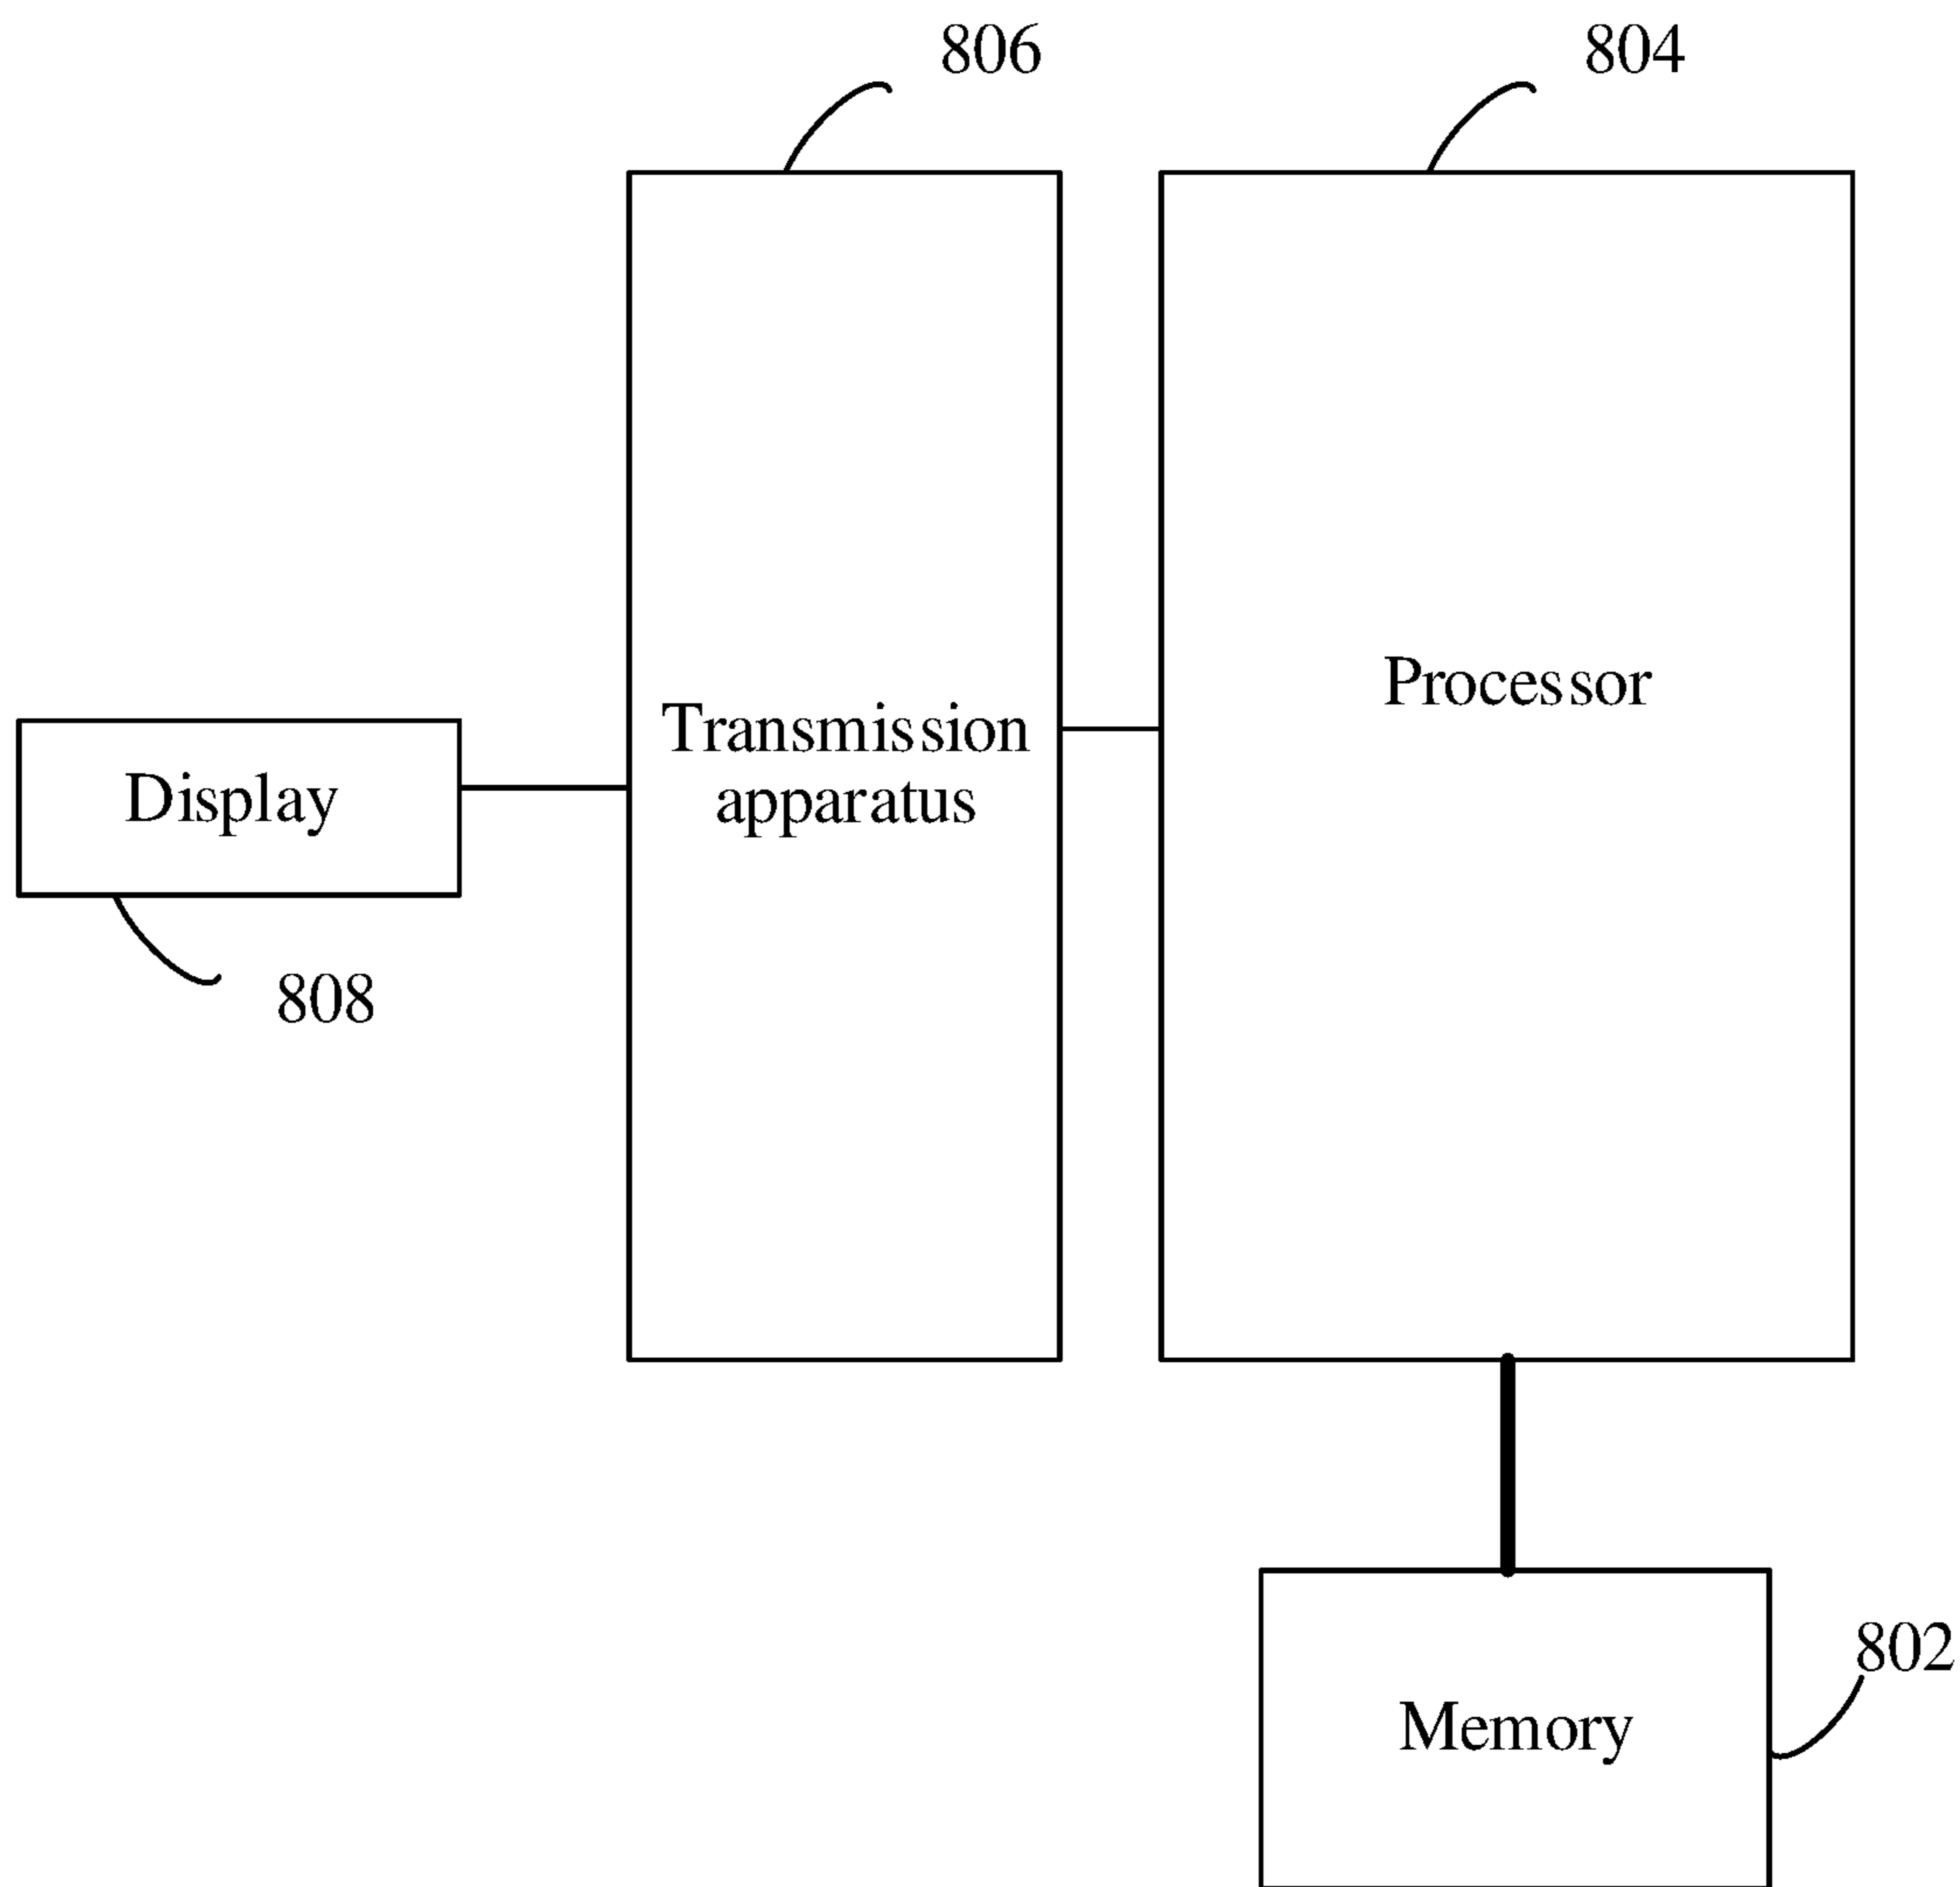 806
804
Processor
Transmission
apparatus
Display
808
802
Memory